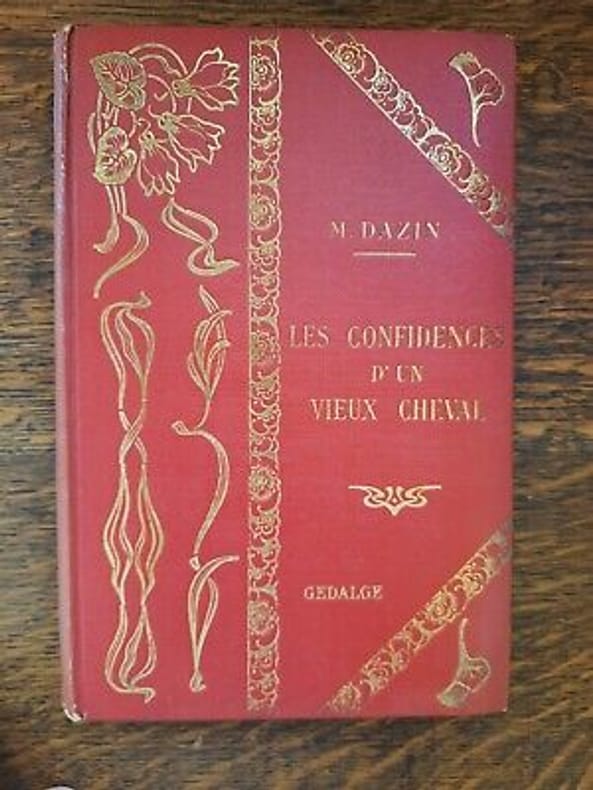 M. DAZIN
LES CONFIDENCES
D'UN
VIEUX CHEVAL
GEDALGE